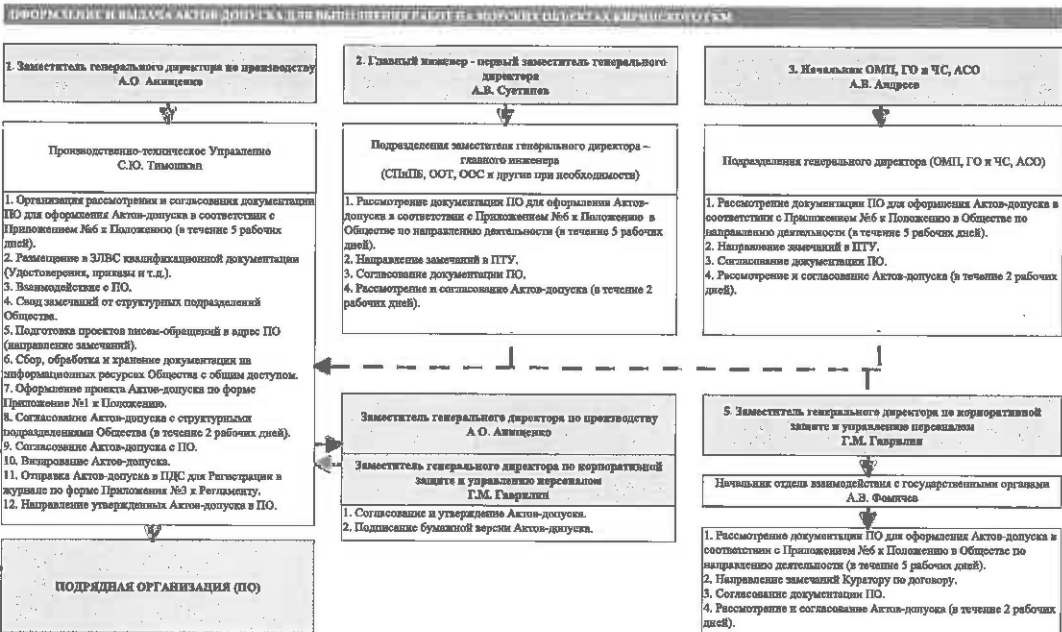 ОФОРМЛЕНИЕ И ВЫДАЧА АКТОВ ДОПУСКА ДЛЯ ВЫПОЛНЕНИЯ РАБОТ НА МОРСКИХ ОБЪЕКТАХ КИРИНСКОГО ГКМ
1. Заместитель генерального директора по производству
А.О. Анищенко
2. Главный инженер - первый заместитель генерального
директора
А.В. Суетинов
3. Начальник ОМП, ГО и ЧС, АСО
А.В. Андреев
Производственно-техническое Управление
С.Ю. Тимошкин
1. Организация рассмотрения и согласования документации
ПО для оформления Актов-допуска в соответствии с
Приложением №6 к Положению (в течение 5 рабочих
дней).
2. Размещение в ЭЛВС квалификационной документации
(Удостоверения, приказы и т.д.).
3. Взаимодействие с ПО.
4. Свод замечаний от структурных подразделений
Общества.
5. Подготовка проектов писем-обращений в адрес ПО
(направление замечаний).
6. Сбор, обработка и хранение документации на
информационных ресурсах Общества с общим доступом.
7. Оформление проекта Актов-допуска по форме
Приложение №1 к Положению.
8. Согласование Актов-допуска с структурными
подразделениями Общества (в течение 2 рабочих дней).
9. Согласование Актов-допуска с ПО.
10. Визирование Актов-допуска.
11. Отправка Актов-допуска в ПДС для Регистрации в
журнале по форме Приложения №3 к Регламенту.
12. Направление утвержденных Актов-допуска в ПО.
ПОДРЯДНАЯ ОРГАНИЗАЦИЯ (ПО)
Подразделения заместителя генерального директора –
главного инженера
(СПиПБ, ООТ, ООС и другие при необходимости)
1. Рассмотрение документации ПО для оформления Актов-
допуска в соответствии с Приложением №6 к Положению в
Обществе по направлению деятельности (в течение 5 рабочих
дней).
2. Направление замечаний в ПТУ.
3. Согласование документации ПО.
4. Рассмотрение и согласование Актов-допуска (в течение 2
рабочих дней).
Заместитель генерального директора по производству
А.О. Анищенко
Заместитель генерального директора по корпоративной
защите и управлению персоналом
Г.М. Гаврилин
1. Согласование и утверждение Актов-допуска.
2. Подписание бумажной версии Актов-допуска.
Подразделения генерального директора (ОМП, ГО и ЧС, АСО)
1. Рассмотрение документации ПО для оформления Актов-допуска в
соответствии с Приложением №6 к Положению в Обществе по
направлению деятельности (в течение 5 рабочих дней).
2. Направление замечаний в ПТУ.
3. Согласование документации ПО.
4. Рассмотрение и согласование Актов-допуска (в течение 2 рабочих
дней).
5. Заместитель генерального директора по корпоративной
защите и управлению персоналом
Г.М. Гаврилин
Начальник отдела взаимодействия с государственными органами
А.В. Фомичев
1. Рассмотрение документации ПО для оформления Актов-допуска в
соответствии с Приложением №6 к Положению в Обществе по
направлению деятельности (в течение 5 рабочих дней).
2. Направление замечаний Куратору по договору.
3. Согласование документации ПО.
4. Рассмотрение и согласование Актов-допуска (в течение 2 рабочих
дней).